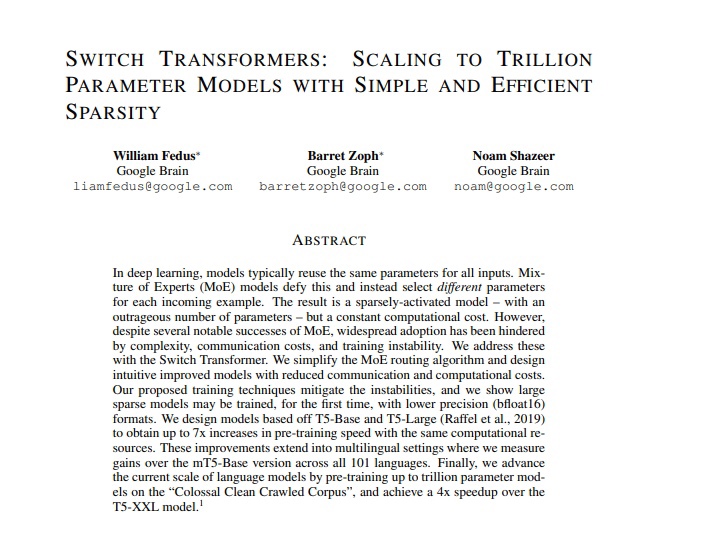 SWITCH TRANSFORMERS: SCALING TO TRILLION
PARAMETER MODELS WITH SIMPLE AND EFFICIENT
SPARSITY
William Fedus* Barret Zoph* Noam Shazeer
Google Brain Google Brain Google Brain
liamfedus@google.com barretzoph@google.com noam@google.com
ABSTRACT
In deep learning, models typically reuse the same parameters for all inputs. Mix-
ture of Experts (MoE) models defy this and instead select different parameters
for each incoming example. The result is a sparsely-activated model – with an
outrageous number of parameters – but a constant computational cost. However,
despite several notable successes of MoE, widespread adoption has been hindered
by complexity, communication costs, and training instability. We address these
with the Switch Transformer. We simplify the MoE routing algorithm and design
intuitive improved models with reduced communication and computational costs.
Our proposed training techniques mitigate the instabilities, and we show large
sparse models may be trained, for the first time, with lower precision (bfloat16)
formats. We design models based off T5-Base and T5-Large (Raffel et al., 2019)
to obtain up to 7x increases in pre-training speed with the same computational re-
sources. These improvements extend into multilingual settings where we measure
gains over the mT5-Base version across all 101 languages. Finally, we advance
the current scale of language models by pre-training up to trillion parameter mod-
els on the “Colossal Clean Crawled Corpus”, and achieve a 4x speedup over the
T5-XXL model.1